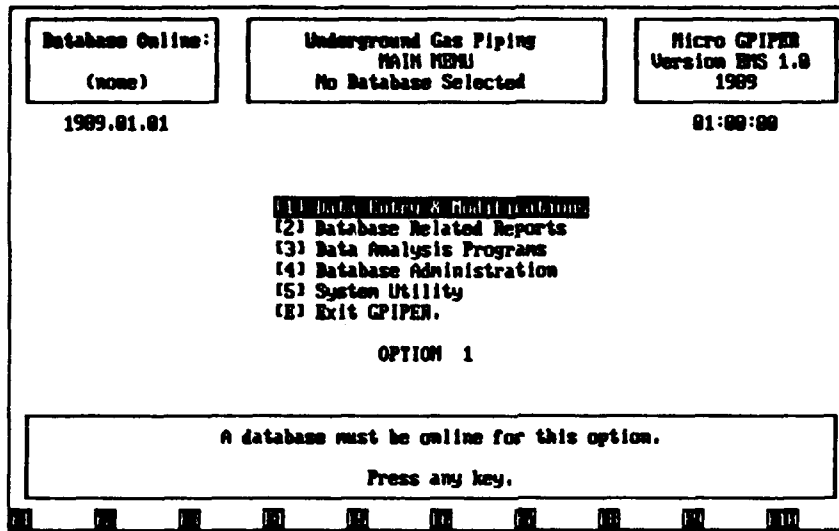 Database Online:
(none)
Underground Gas Piping
MAIN MENU
No Database Selected
Micro GPIPER
Version EMS 1.0
1989
1989.01.01
01:00:00
[1] Data Entry & Modifications
[2] Database Related Reports
[3] Data Analysis Programs
[4] Database Administration
[5] System Utility
[E] Exit GPIPER.
OPTION 1
A database must be online for this option.
Press any key.